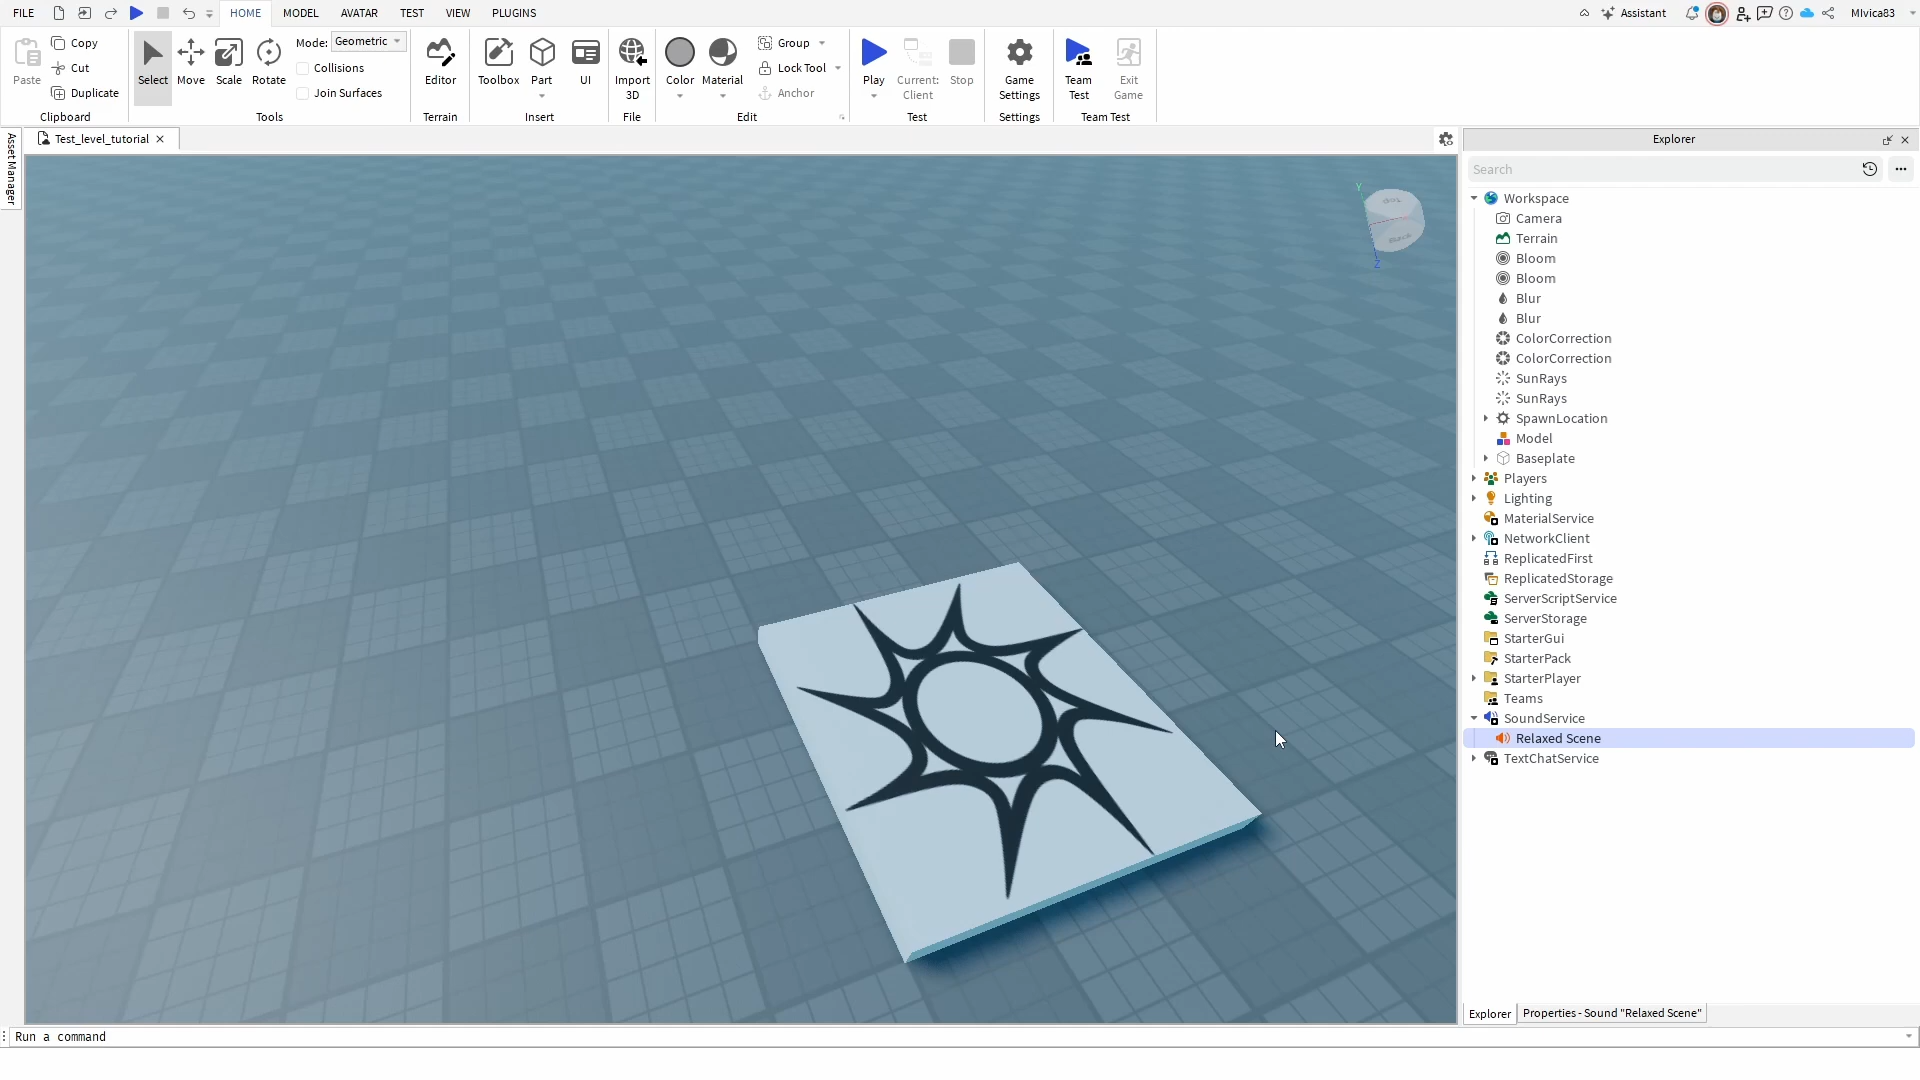 FILE
HOME
MODEL
AVATAR
TEST
VIEW
PLUGINS
Assistant
MIvica83
Paste
Copy
Cut
Duplicate
Clipboard
Select
Move
Scale
Rotate
Mode: Geometric
Collisions
Join Surfaces
Tools
Editor
Terrain
Toolbox
Part
UI
Insert
Import
3D
File
Color
Material
Group
Lock Tool
Anchor
Edit
Play
Current:
Client
Stop
Test
Game
Settings
Settings
Team
Test
Exit
Game
Team Test
Asset Manager
Test_level_tutorial
Y
Z
Explorer
Search
Workspace
Camera
Terrain
Bloom
Bloom
Blur
Blur
ColorCorrection
ColorCorrection
SunRays
SunRays
SpawnLocation
Model
Baseplate
Players
Lighting
MaterialService
NetworkClient
ReplicatedFirst
ReplicatedStorage
ServerScriptService
ServerStorage
StarterGui
StarterPack
StarterPlayer
Teams
SoundService
Relaxed Scene
TextChatService
Explorer
Properties - Sound "Relaxed Scene"
Run a command